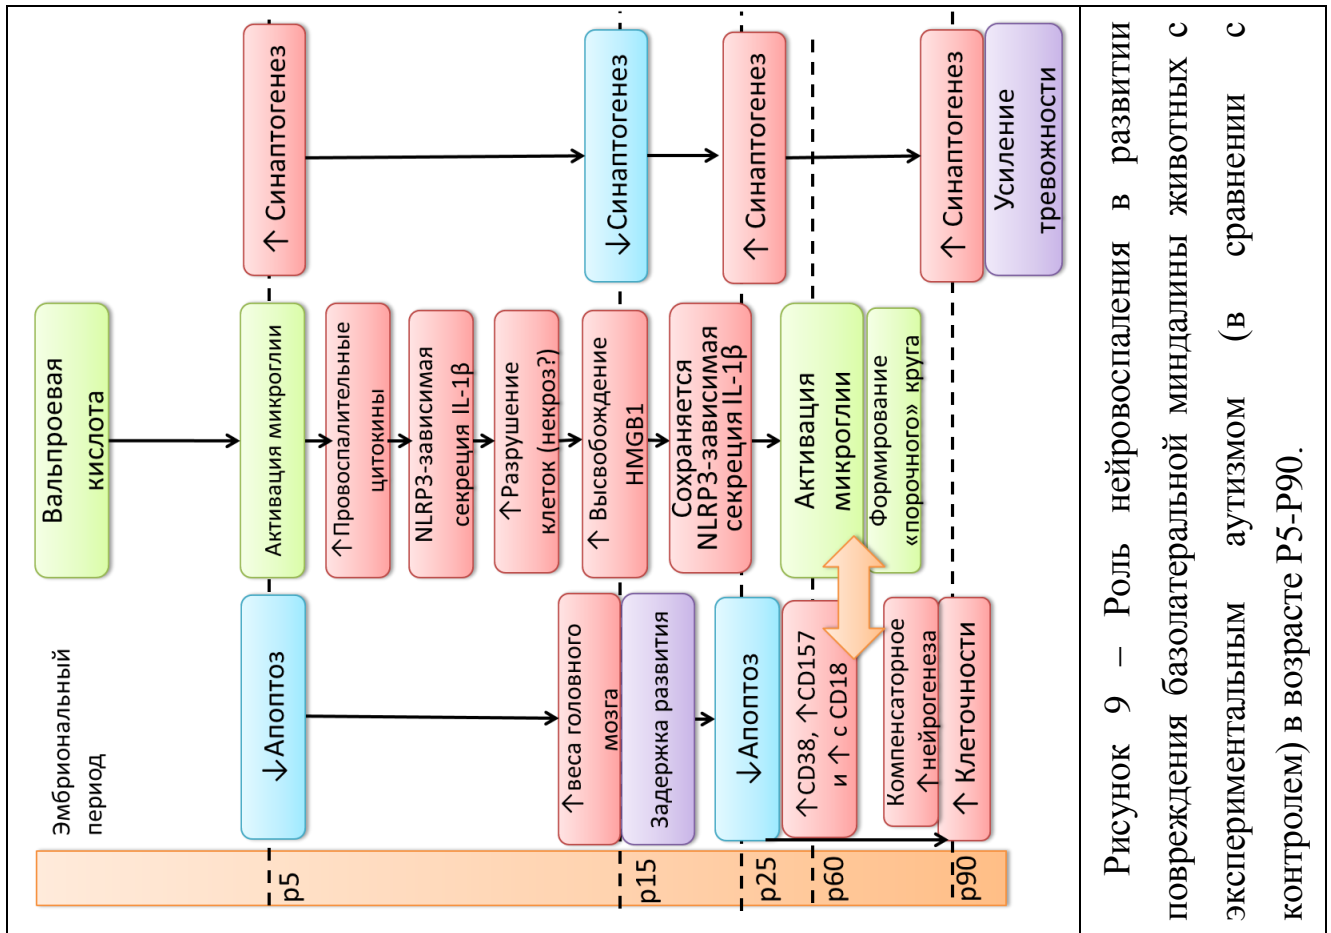 Эмбриональный
период
p5
p15
p25
p60
p90
↓Апоптоз
↑веса головного
мозга
Задержка развития
↓Апоптоз
↑CD38, ↑CD157
и ↑ с CD18
Компенсаторное
↑нейрогенеза
↑ Клеточности
Вальпроевая
кислота
Активация микроглии
↑Провоспалительные
цитокины
NLRP3-зависимая
секреция IL-1β
↑Разрушение
клеток (некроз?)
↑ Высвобождение
HMGB1
Сохраняется
NLRP3-зависимая
секреция IL-1β
Активация
микроглии
Формирование
«порочного» круга
↑ Синаптогенез
↓Синаптогенез
↑ Синаптогенез
↑ Синаптогенез
Усиление
тревожности
Рисунок 9 – Роль нейровоспаления в развитии
повреждения базолатеральной миндалины животных с
экспериментальным аутизмом (в сравнении с
контролем) в возрасте P5-P90.